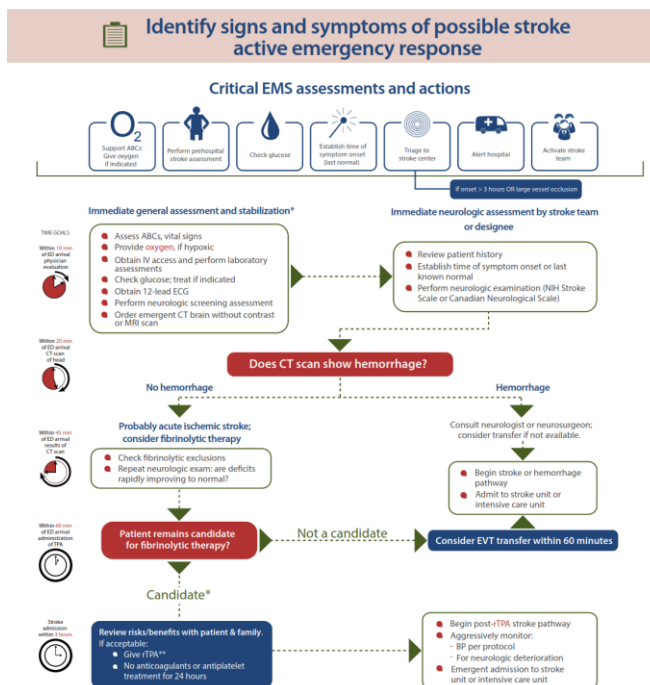 Identify signs and symptoms of possible stroke
active emergency response
Critical EMS assessments and actions
O2
Support ABCs:
Give oxygen
if indicated
Perform prehospital
stroke assessment
Check glucose
Establish time of
symptom onset
(last normal)
Triage to
stroke center
Alert hospital
Activate stroke
team
If onset > 3 hours OR large vessel occlusion
Immediate general assessment and stabilization*
Assess ABCs, vital signs
Provide oxygen, if hypoxic
Obtain IV access and perform laboratory
assessments
Check glucose; treat if indicated
Obtain 12-lead ECG
Perform neurologic screening assessment
Order emergent CT brain without contrast
or MRI scan
Immediate neurologic assessment by stroke team
or designee
Review patient history
Establish time of symptom onset or last
known normal
Perform neurologic examination (NIH Stroke
Scale or Canadian Neurological Scale)
TIME GOALS
Within 10 min
of ED arrival
physician
evaluation
Within 20 min
of ED arrival
CT scan
of head
Does CT scan show hemorrhage?
No hemorrhage
Hemorrhage
Within 45 min
of ED arrival
results of
CT scan
Probably acute ischemic stroke;
consider fibrinolytic therapy
Check fibrinolytic exclusions
Repeat neurologic exam: are deficits
rapidly improving to normal?
Consult neurologist or neurosurgeon;
consider transfer if not available.
Begin stroke or hemorrhage
pathway
Admit to stroke unit or
intensive care unit
Within 60 min
of ED arrival
administration
of TPA
Patient remains candidate
for fibrinolytic therapy?
Not a candidate
Consider EVT transfer within 60 minutes
Candidate*
Stroke
admission
within 3 hours
Review risks/benefits with patient & family.
If acceptable:
Give rTPA**
No anticoagulants or antiplatelet
treatment for 24 hours
Begin post-rTPA stroke pathway
Aggressively monitor:
- BP per protocol
- For neurologic deterioration
Emergent admission to stroke
unit or intensive care unit